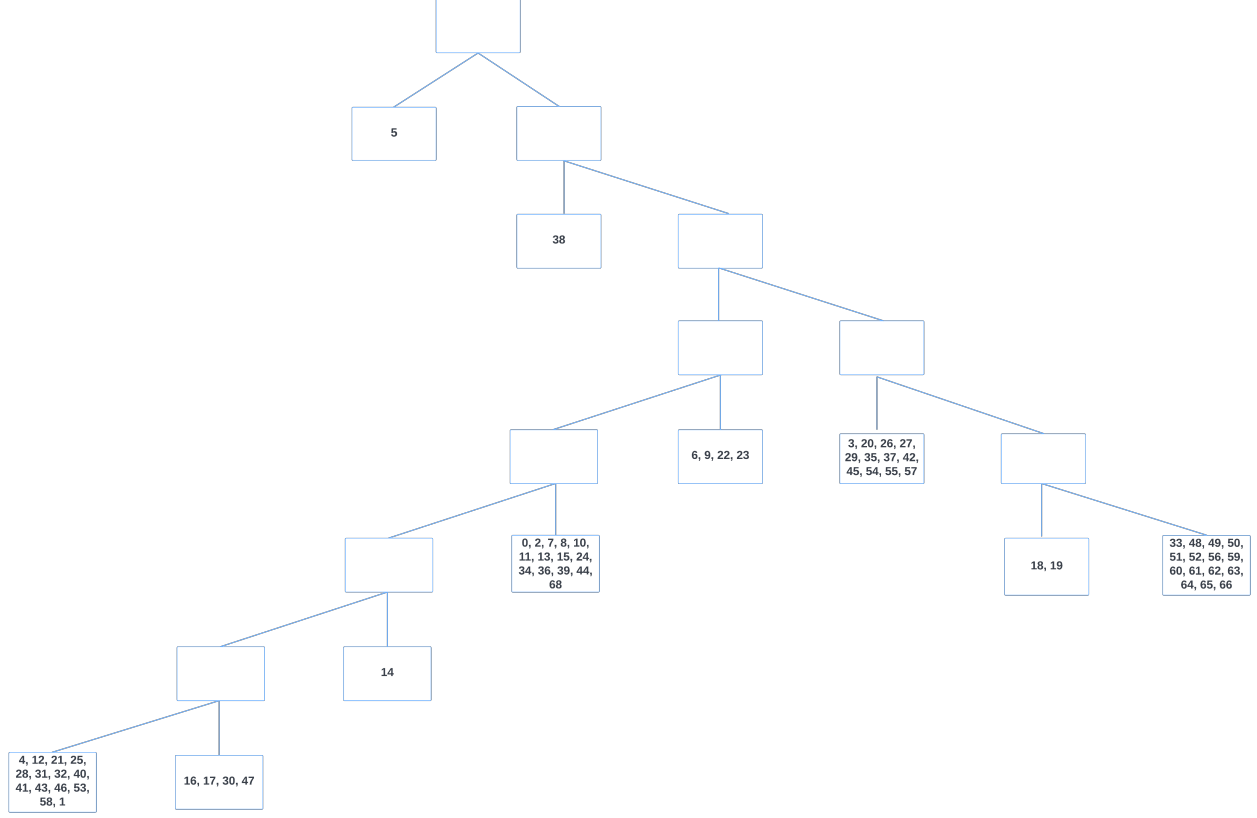 5
38
6, 9, 22, 23
3, 20, 26, 27,
29, 35, 37, 42,
45, 54, 55, 57
0, 2, 7, 8, 10,
11, 13, 15, 24,
34, 36, 39, 44,
68
18, 19
33, 48, 49, 50,
51, 52, 56, 59,
60, 61, 62, 63,
64, 65, 66
14
4, 12, 21, 25,
28, 31, 32, 40,
41, 43, 46, 53,
58, 1
16, 17, 30, 47